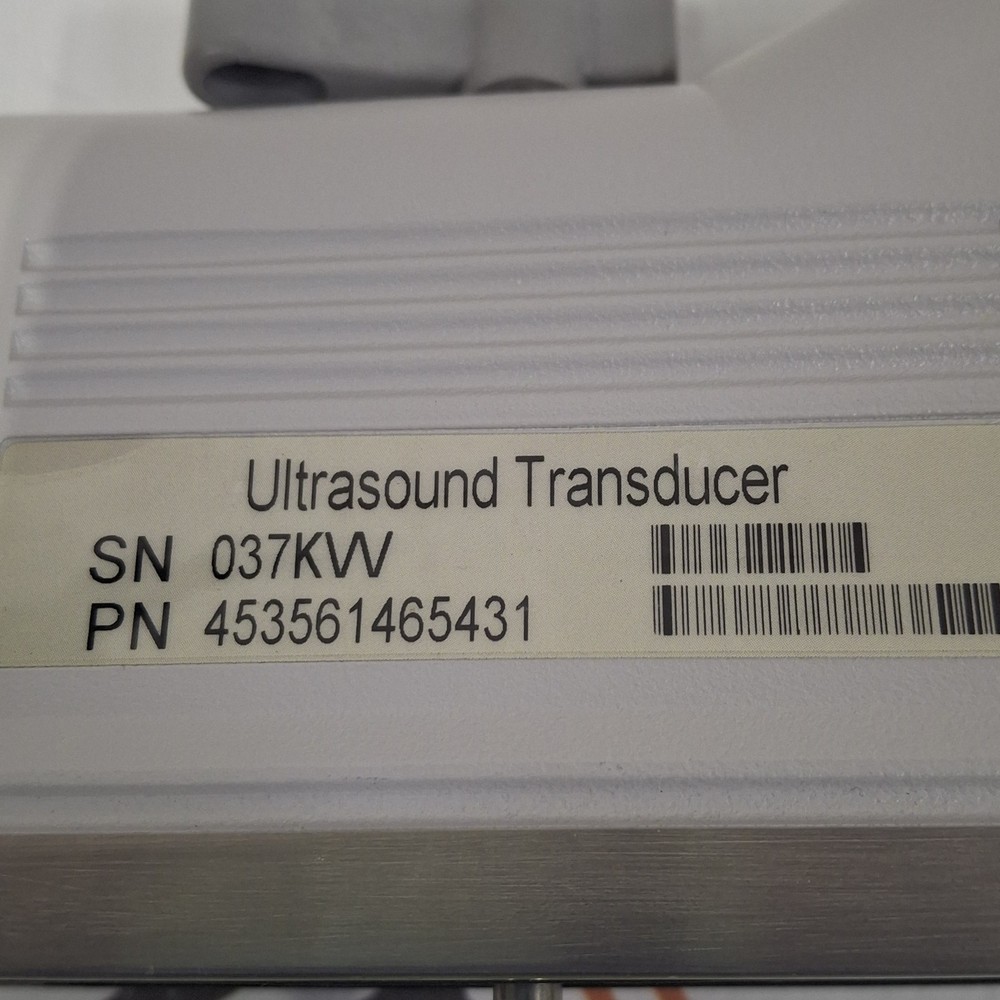 Ultrasound Transducer
SN 037KVV
PN 453561465431